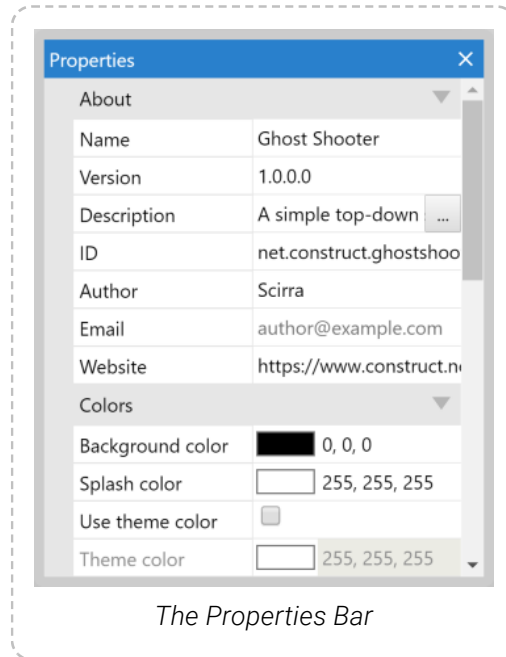 Properties
About
Name Ghost Shooter
Version 1.0.0.0
Description A simple top-down ...
ID net.construct.ghostshoo
Author Scirra
Email author@example.com
Website https://www.construct.n
Colors
Background color 0, 0, 0
Splash color 255, 255, 255
Use theme color
Theme color 255, 255, 255
The Properties Bar